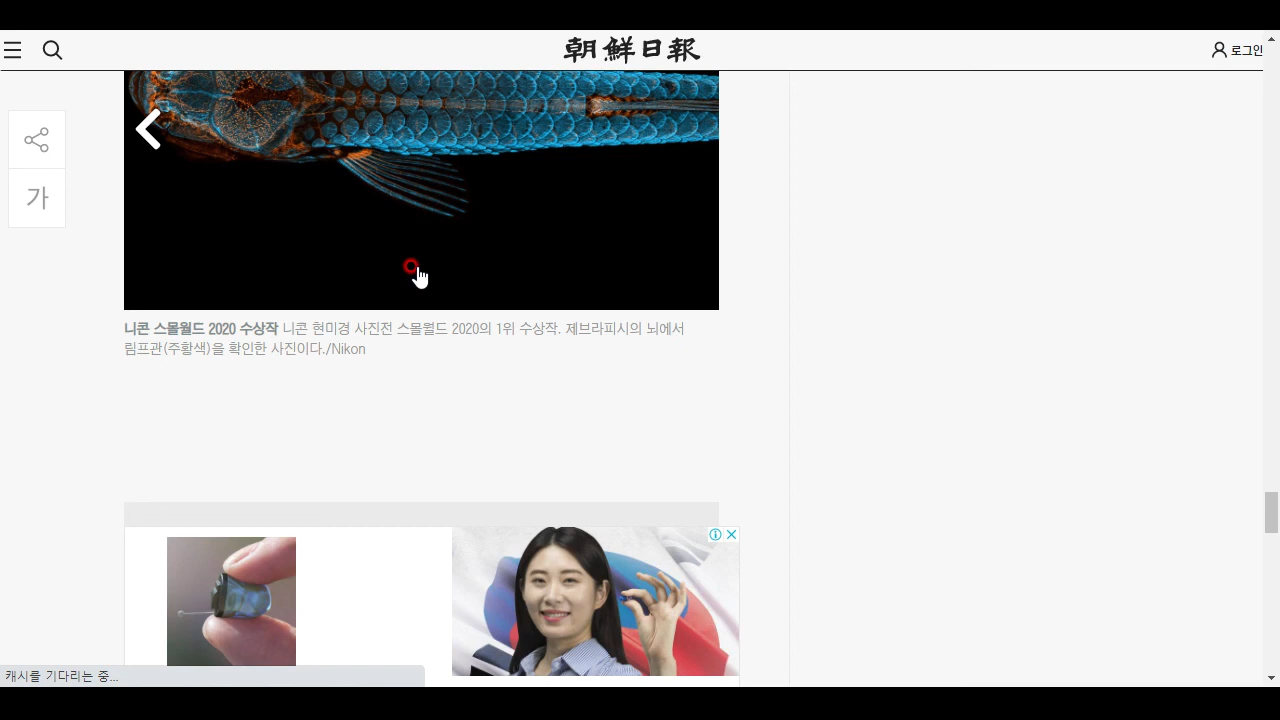 朝鮮日報
로그인
가
니콘 스몰월드 2020 수상작 니콘 현미경 사진전 스몰월드 2020의 1위 수상작. 제브라피시의 뇌에서
림프관(주황색)을 확인한 사진이다./Nikon
캐시를 기다리는 중...